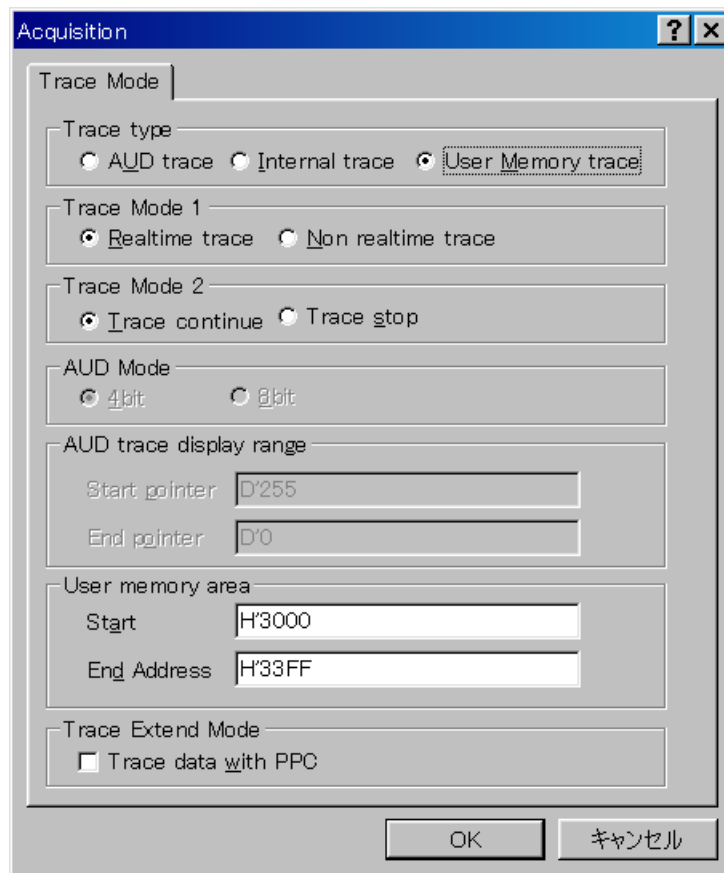 Acquisition
Trace Mode
Trace type
AUD trace Internal trace User Memory trace
Trace Mode 1
Realtime trace Non realtime trace
Trace Mode 2
Trace continue Trace stop
AUD Mode
4bit 8bit
AUD trace display range
Start pointer D'255
End pointer D'0
User memory area
Start H'3000
End Address H'33FF
Trace Extend Mode
Trace data with PPC
OK キャンセル